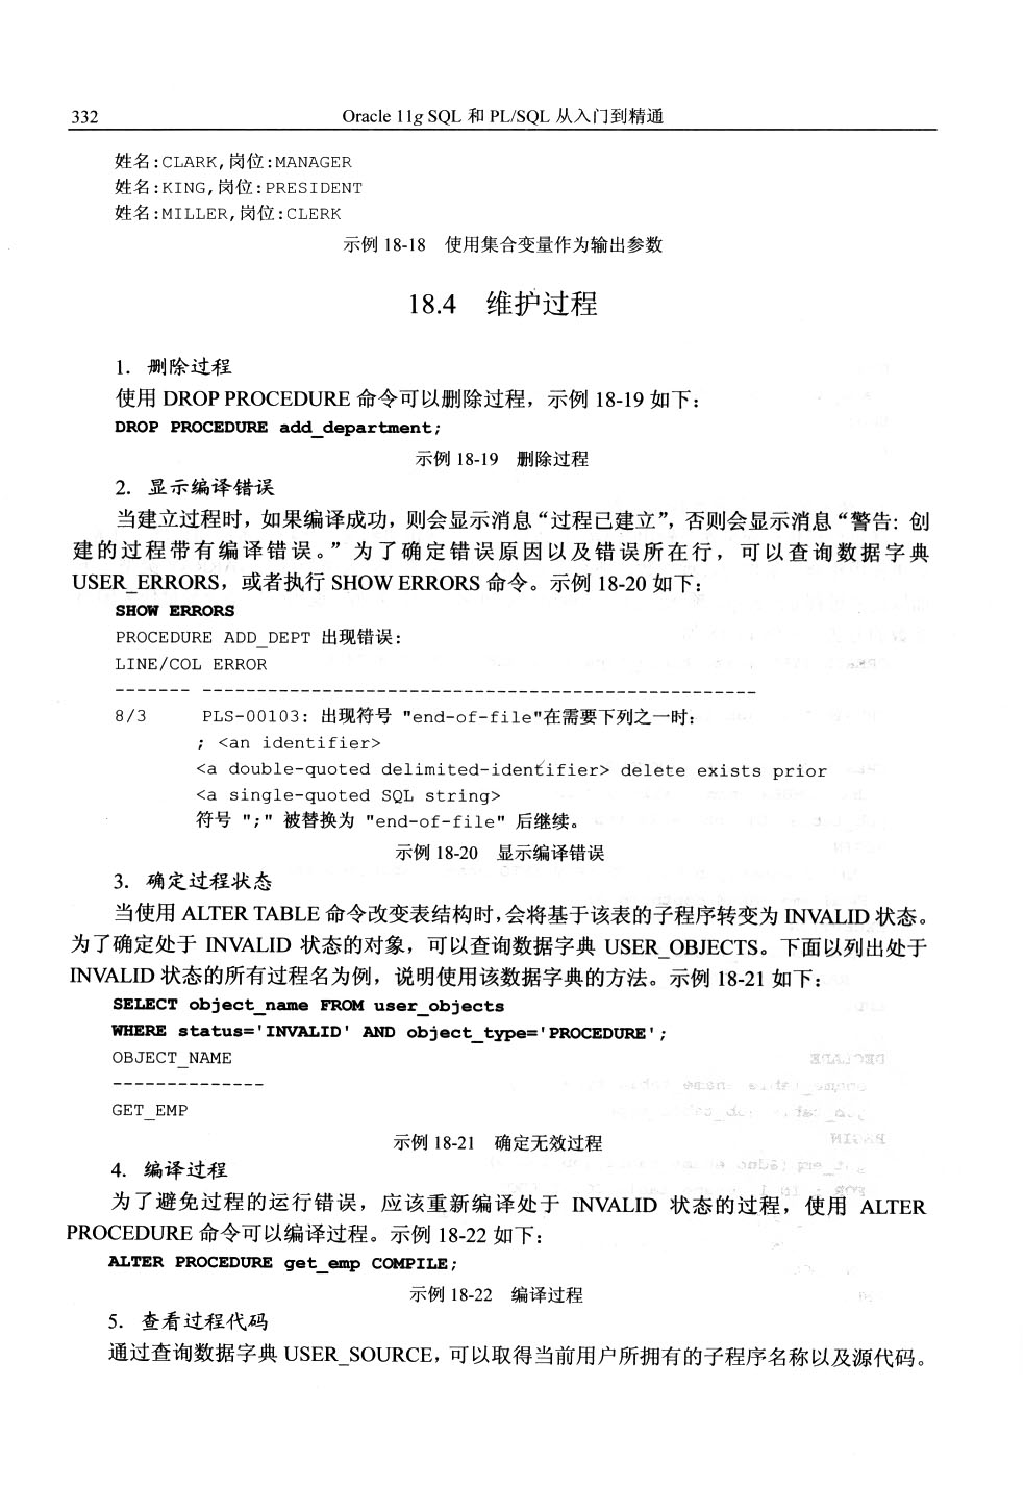 332 Oracle 11g SQL 和 PL/SQL 从入门到精通
姓名:CLARK,岗位:MANAGER
姓名:KING,岗位:PRESIDENT
姓名:MILLER,岗位:CLERK
示例 18-18 使用集合变量作为输出参数
18.4 维护过程
1. 删除过程
使用 DROP PROCEDURE 命令可以删除过程，示例 18-19 如下：
DROP PROCEDURE add_department;
示例 18-19 删除过程
2. 显示编译错误
当建立过程时，如果编译成功，则会显示消息“过程已建立”，否则会显示消息“警告: 创
建的过程带有编译错误。”为了确定错误原因以及错误所在行，可以查询数据字典
USER_ERRORS，或者执行 SHOW ERRORS 命令。示例 18-20 如下：
SHOW ERRORS
PROCEDURE ADD_DEPT 出现错误:
LINE/COL ERROR
------- ---------------------------------------------------
8/3 PLS-00103: 出现符号 "end-of-file"在需要下列之一时:
; <an identifier>
<a double-quoted delimited-identifier> delete exists prior
<a single-quoted SQL string>
符号 ";" 被替换为 "end-of-file" 后继续。
示例 18-20 显示编译错误
3. 确定过程状态
当使用 ALTER TABLE 命令改变表结构时，会将基于该表的子程序转变为 INVALID 状态。
为了确定处于 INVALID 状态的对象，可以查询数据字典 USER_OBJECTS。下面以列出处于
INVALID 状态的所有过程名为例，说明使用该数据字典的方法。示例 18-21 如下：
SELECT object_name FROM user_objects
WHERE status='INVALID' AND object_type='PROCEDURE';
OBJECT_NAME
--------------
GET_EMP
示例 18-21 确定无效过程
4. 编译过程
为了避免过程的运行错误，应该重新编译处于 INVALID 状态的过程，使用 ALTER
PROCEDURE 命令可以编译过程。示例 18-22 如下：
ALTER PROCEDURE get_emp COMPILE;
示例 18-22 编译过程
5. 查看过程代码
通过查询数据字典 USER_SOURCE，可以取得当前用户所拥有的子程序名称以及源代码。